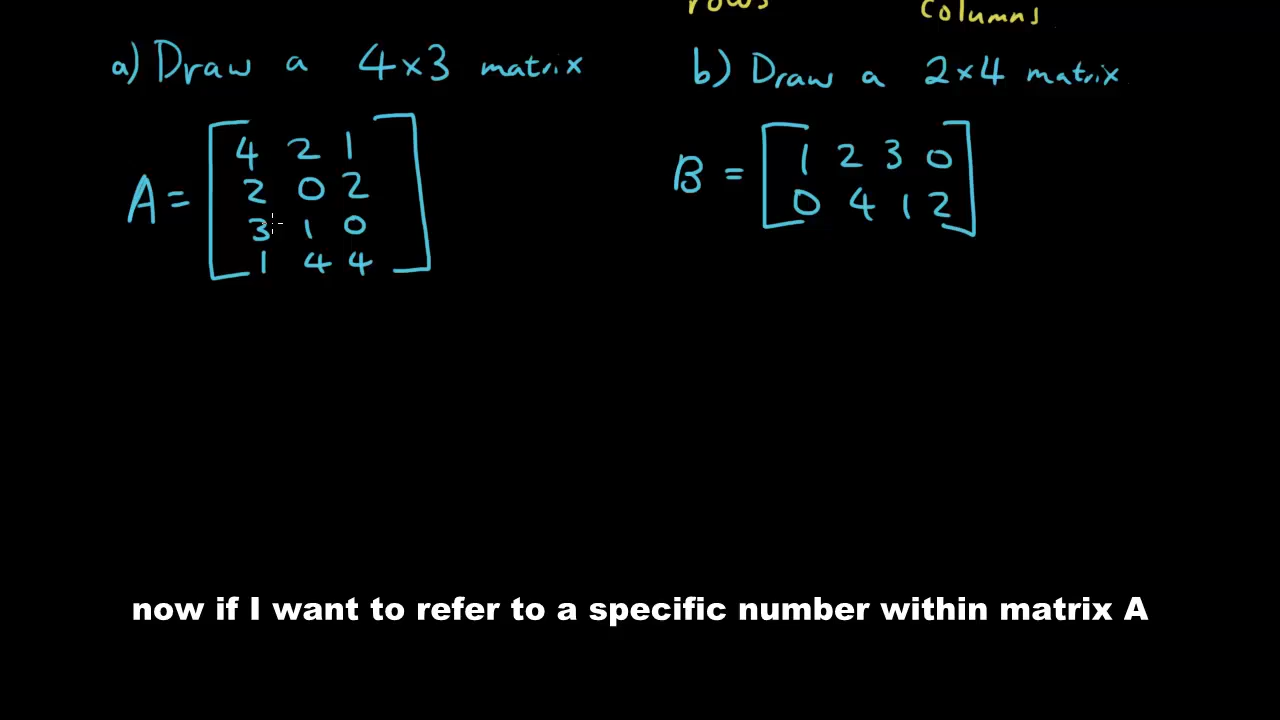 rows columns
a) Draw a 4×3 matrix
b) Draw a 2×4 matrix
A = [4 2 1
2 0 2
3 1 0
1 4 4]
B = [1 2 3 0
0 4 1 2]
now if I want to refer to a specific number within matrix A